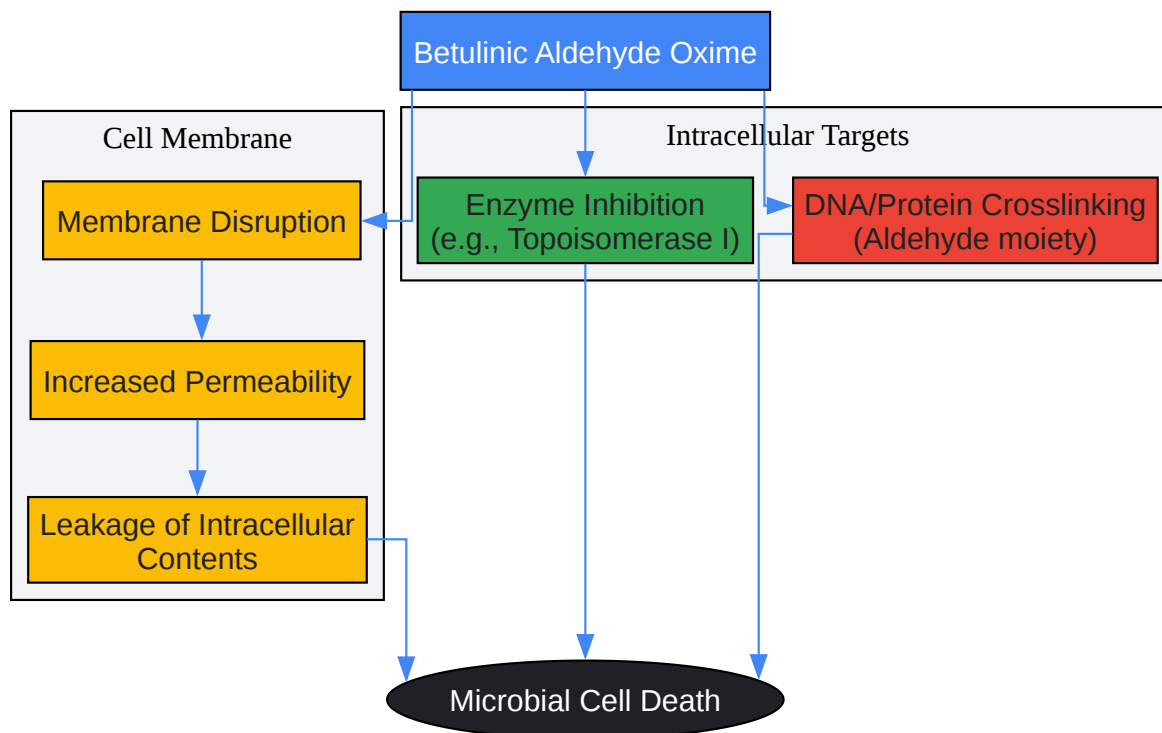 Betulinic Aldehyde Oxime
Cell Membrane
Intracellular Targets
Membrane Disruption
Enzyme Inhibition
(e.g., Topoisomerase I)
DNA/Protein Crosslinking
(Aldehyde moiety)
Increased Permeability
Leakage of Intracellular
Contents
Microbial Cell Death